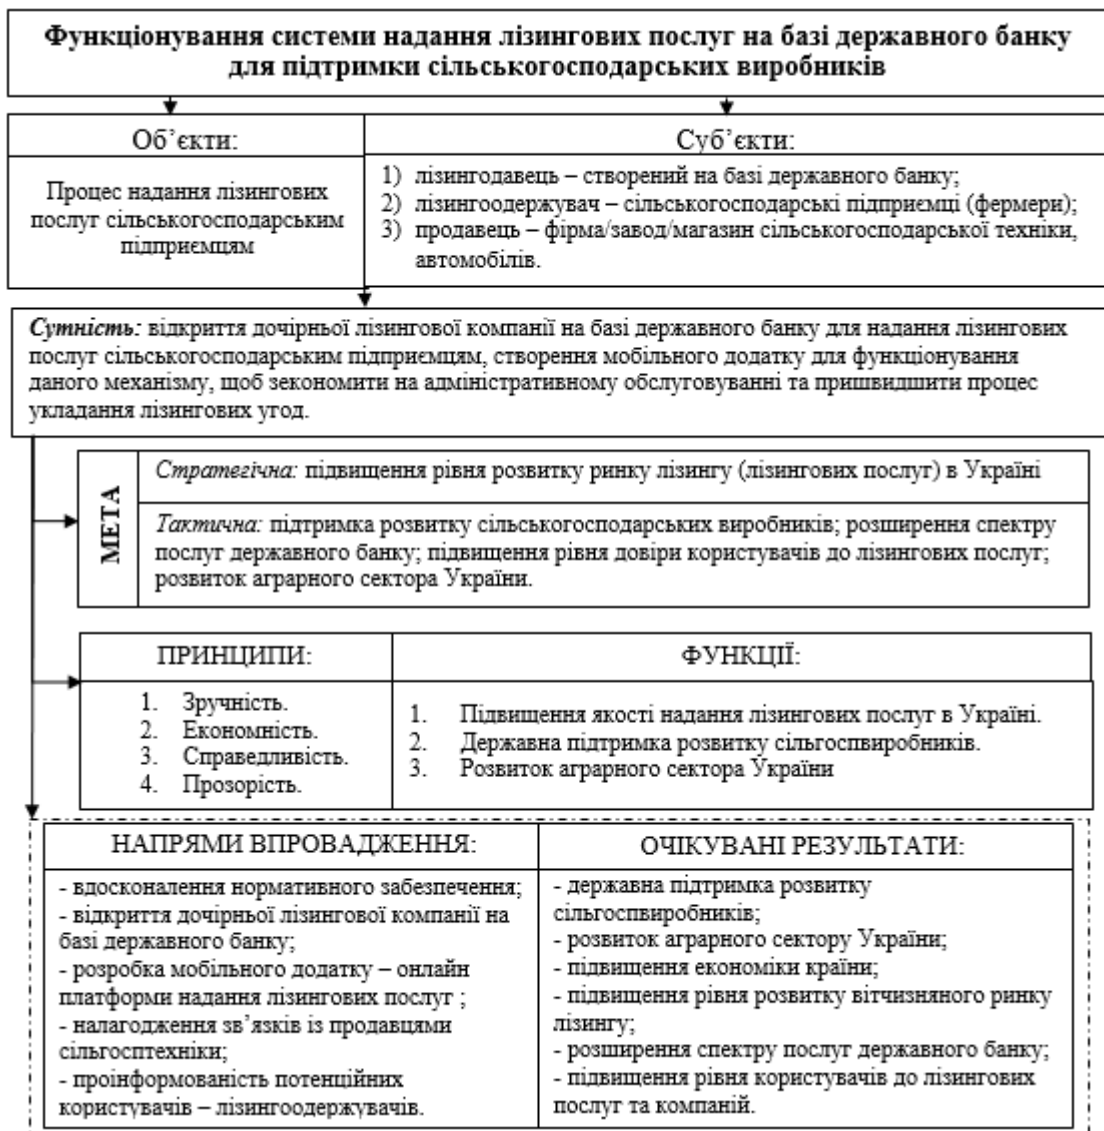 Функціонування системи надання лізингових послуг на базі державного банку
для підтримки сільськогосподарських виробників
Об’єкти:
Процес надання лізингових
послуг сільськогосподарським
підприємцям
Суб’єкти:
1) лізингодавець – створений на базі державного банку;
2) лізингоодержувач – сільськогосподарські підприємці (фермери);
3) продавець – фірма/завод/магазин сільськогосподарської техніки,
автомобілів.
Сутність: відкриття дочірньої лізингової компанії на базі державного банку для надання лізингових
послуг сільськогосподарським підприємцям, створення мобільного додатку для функціонування
даного механізму, щоб зекономити на адміністративному обслуговуванні та пришвидшити процес
укладання лізингових угод.
МЕТА
Стратегічна: підвищення рівня розвитку ринку лізингу (лізингових послуг) в Україні
Тактична: підтримка розвитку сільськогосподарських виробників; розширення спектру
послуг державного банку; підвищення рівня довіри користувачів до лізингових послуг;
розвиток аграрного сектора України.
ПРИНЦИПИ:
1. Зручність.
2. Економність.
3. Справедливість.
4. Прозорість.
ФУНКЦІЇ:
1. Підвищення якості надання лізингових послуг в Україні.
2. Державна підтримка розвитку сільгоспвиробників.
3. Розвиток аграрного сектора України
НАПРЯМИ ВПРОВАДЖЕННЯ:
- вдосконалення нормативного забезпечення;
- відкриття дочірньої лізингової компанії на
базі державного банку;
- розробка мобільного додатку – онлайн
платформи надання лізингових послуг ;
- налагодження зв’язків із продавцями
сільгосптехніки;
- проінформованість потенційних
користувачів – лізингоодержувачів.
ОЧІКУВАНІ РЕЗУЛЬТАТИ:
- державна підтримка розвитку
сільгоспвиробників;
- розвиток аграрного сектору України;
- підвищення економіки країни;
- підвищення рівня розвитку вітчизняного ринку
лізингу;
- розширення спектру послуг державного банку;
- підвищення рівня користувачів до лізингових
послуг та компаній.